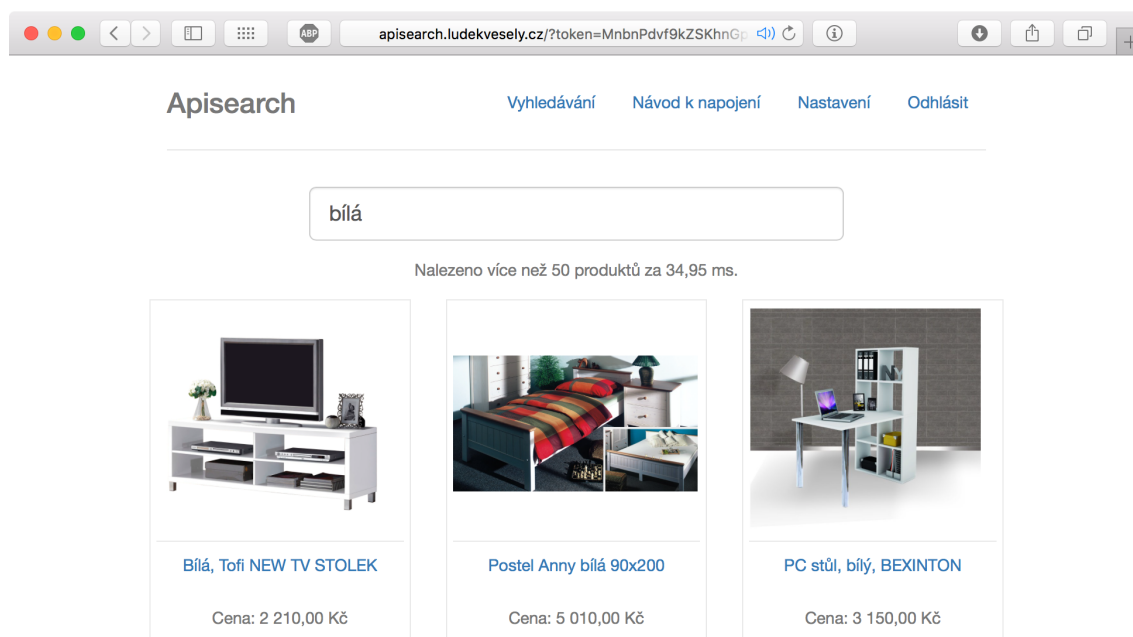 ABP
apisearch.ludekvesely.cz/?token=MnbnPdvf9kZSKhnGp
Apisearch
Vyhledávání Návod k napojení Nastavení Odhlásit
bílá
Nalezeno více než 50 produktů za 34,95 ms.
NY
Bílá, Tofi NEW TV STOLEK
Postel Anny bílá 90x200
PC stůl, bílý, BEXINTON
Cena: 2 210,00 Kč
Cena: 5 010,00 Kč
Cena: 3 150,00 Kč